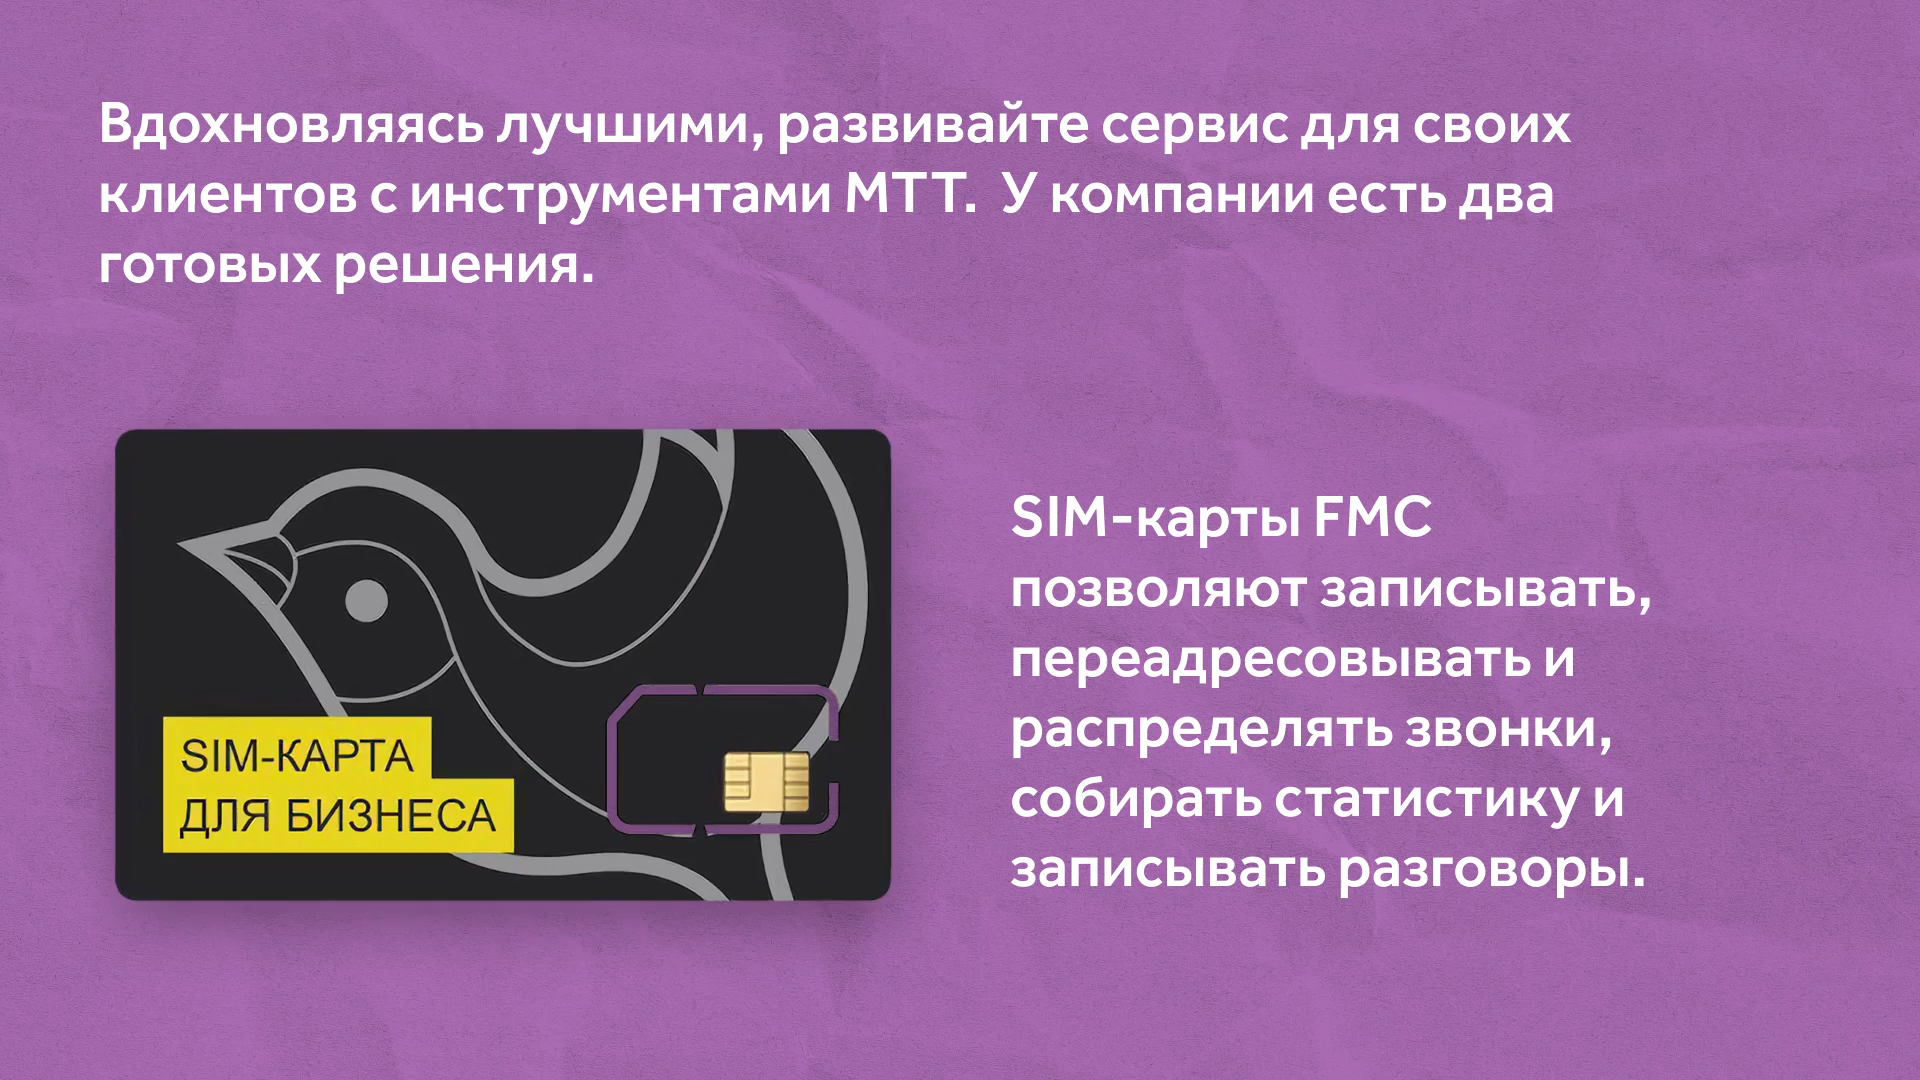 Вдохновляясь лучшими, развивайте сервис для своих
клиентов с инструментами МТТ. У компании есть два
готовых решения.
SIM-КАРТА
ДЛЯ БИЗНЕСА
SIM-карты FMC
позволяют записывать,
переадресовывать и
распределять звонки,
собирать статистику и
записывать разговоры.